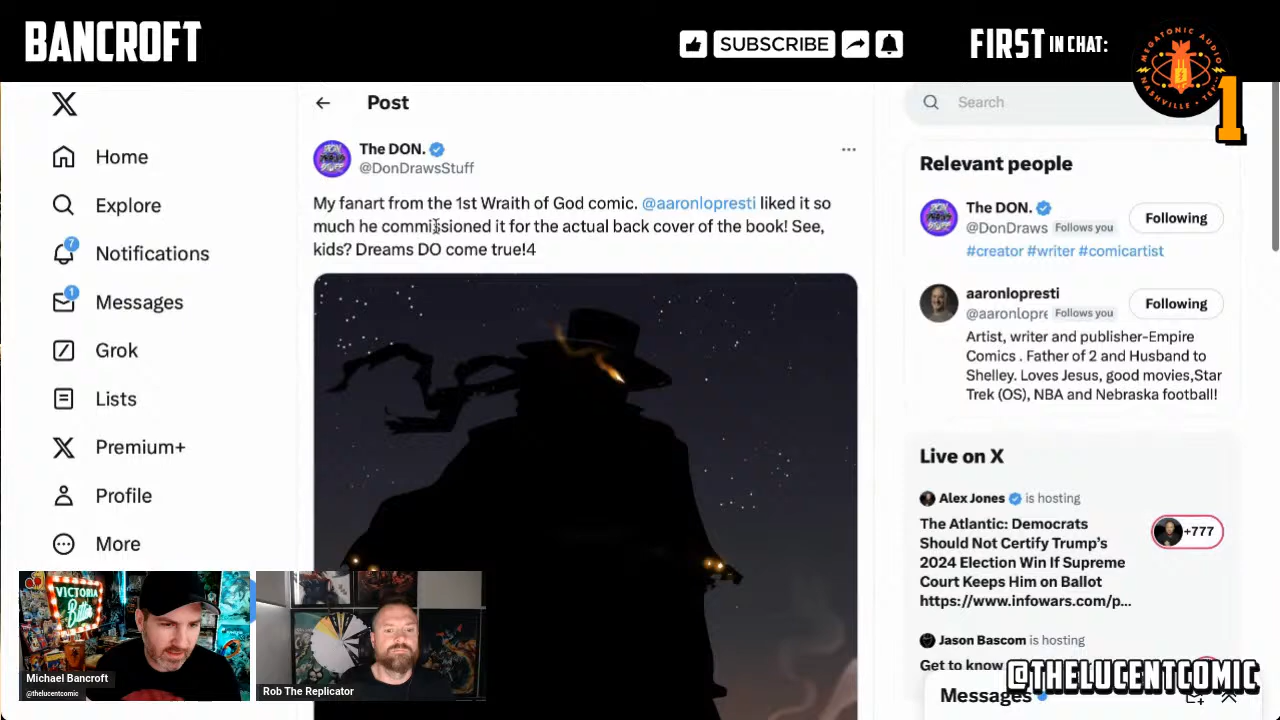 BANCROFT
SUBSCRIBE
FIRST IN CHAT:
MEGATONIC AUDIO
NASHVILLE
1
Post
Search
The DON.
@DonDrawsStuff
My fanart from the 1st Wraith of God comic. @aaronlopresti liked it so
much he commissioned it for the actual back cover of the book! See,
kids? Dreams DO come true!4
Home
Explore
7
Notifications
1
Messages
Grok
Lists
Premium+
Profile
More
Relevant people
The DON.
@DonDraws Follows you
Following
#creator #writer #comicartist
aaronlopresti
@aaronlopre Follows you
Following
Artist, writer and publisher-Empire
Comics . Father of 2 and Husband to
Shelley. Loves Jesus, good movies,Star
Trek (OS), NBA and Nebraska football!
Live on X
Alex Jones is hosting
The Atlantic: Democrats
Should Not Certify Trump's
2024 Election Win If Supreme
Court Keeps Him on Ballot
https://www.infowars.com/p...
+777
Jason Bascom is hosting
Get to know
Messages
@THELUCENTCOMIC
VICTORIA
Bitter
Michael Bancroft
@thelucentcomic
Rob The Replicator